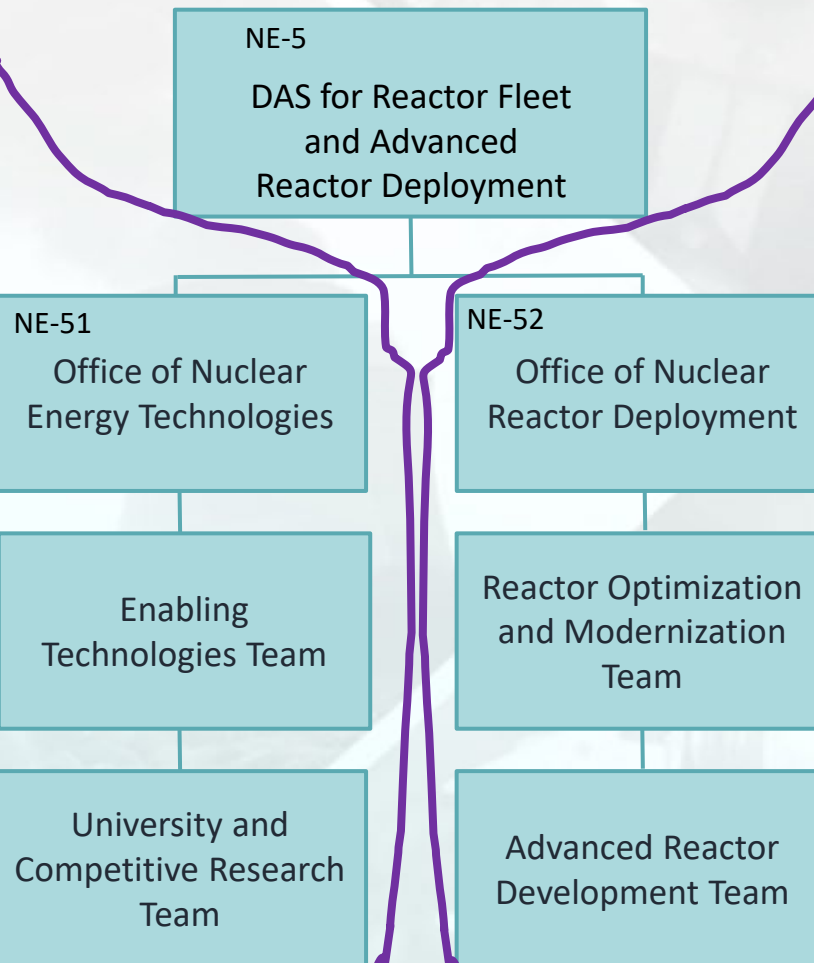 NE-5
DAS for Reactor Fleet
and Advanced
Reactor Deployment
NE-51
Office of Nuclear
Energy Technologies
NE-52
Office of Nuclear
Reactor Deployment
Enabling
Technologies Team
Reactor Optimization
and Modernization
Team
University and
Competitive Research
Team
Advanced Reactor
Development Team